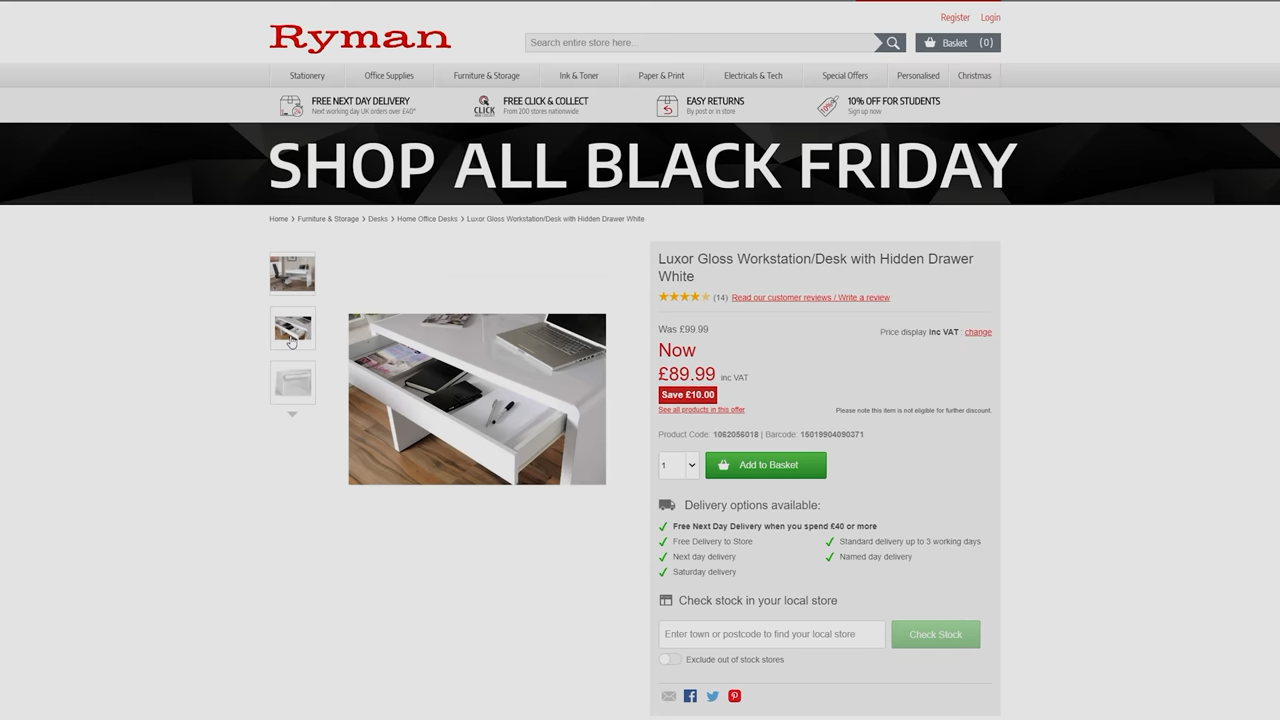 Register Login
Ryman
Search entire store here..
Basket (0)
Stationery Office Supplies Furniture & Storage Ink & Toner Paper & Print Electricals & Tech Special Offers Personalised Christmas
FREE NEXT DAY DELIVERY
Next working day UK orders over £40*
CLICK
FREE CLICK & COLLECT
From 200 stores nationwide
EASY RETURNS
By post or in store
10%
10% OFF FOR STUDENTS
Sign up now
SHOP ALL BLACK FRIDAY
Home > Furniture & Storage > Desks > Home Office Desks > Luxor Gloss Workstation/Desk with Hidden Drawer White
Luxor Gloss Workstation/Desk with Hidden Drawer
White
(14) Read our customer reviews / Write a review
Was £99.99
Price display inc VAT : change
Now
£89.99 inc VAT
Save £10.00
See all products in this offer
Please note this item is not eligible for further discount.
Product Code: 1062056018 | Barcode: 15019904090371
1
Add to Basket
Delivery options available:
Free Next Day Delivery when you spend £40 or more
Free Delivery to Store
Standard delivery up to 3 working days
Next day delivery
Named day delivery
Saturday delivery
Check stock in your local store
Enter town or postcode to find your local store
Check Stock
Exclude out of stock stores